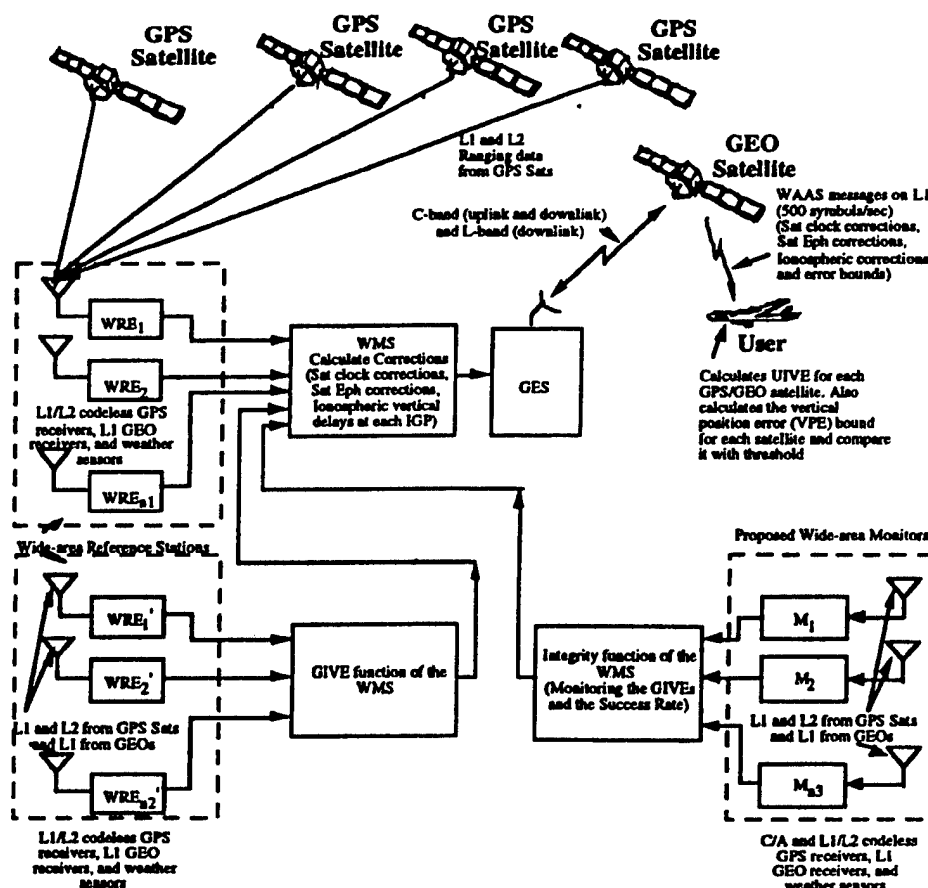 GPS
Satellite
GPS
Satellite
GPS
Satellite
GPS
Satellite
L1 and L2
Ranging data
from GPS Sats
GEO
Satellite
WAAS messages on L1
(500 symbols/sec)
(Sat clock corrections,
Sat Eph corrections,
Ionospheric corrections
and error bounds)
C-band (uplink and downlink)
and L-band (downlink)
WRE1
WRE2
L1/L2 codeless GPS
receivers, L1 GEO
receivers, and weather
sensors
WREn1
WMS
Calculate Corrections
(Sat clock corrections,
Sat Eph corrections,
Ionospheric vertical
delays at each IGP)
GES
User
Calculates UIVE for each
GPS/GEO satellite. Also
calculates the vertical
position error (VPE) bound
for each satellite and compare
it with threshold
Wide-area Reference Stations
WRE1'
WRE2'
L1 and L2 from GPS Sats
and L1 from GEOs
WREn2'
L1/L2 codeless GPS
receivers, L1 GEO
receivers, and weather
sensors
GIVE function of the
WMS
Integrity function of the
WMS
(Monitoring the GIVEs
and the Success Rate)
Proposed Wide-area Monitors
M1
M2
L1 and L2 from GPS Sats
and L1 from GEOs
Mn3
C/A and L1/L2 codeless
GPS receivers, L1
GEO receivers, and
weather sensors